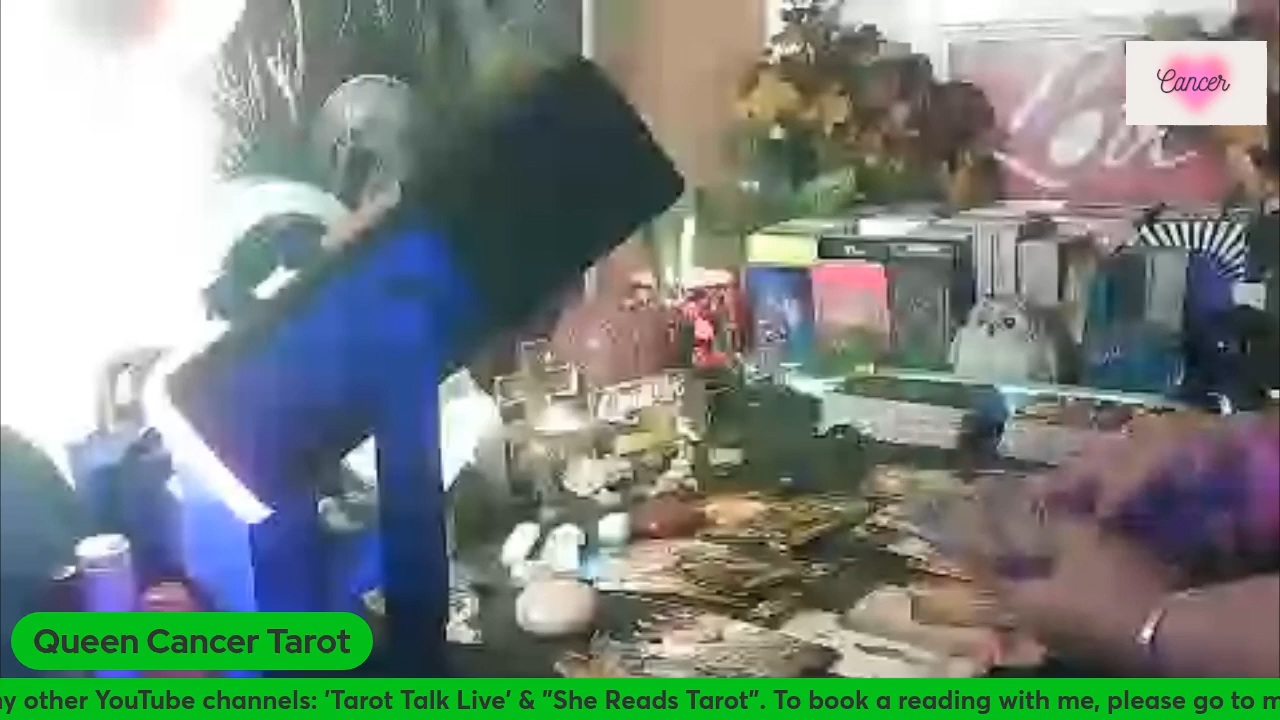 Cancer
Queen Cancer Tarot
y other YouTube channels: 'Tarot Talk Live' & "She Reads Tarot". To book a reading with me, please go to m